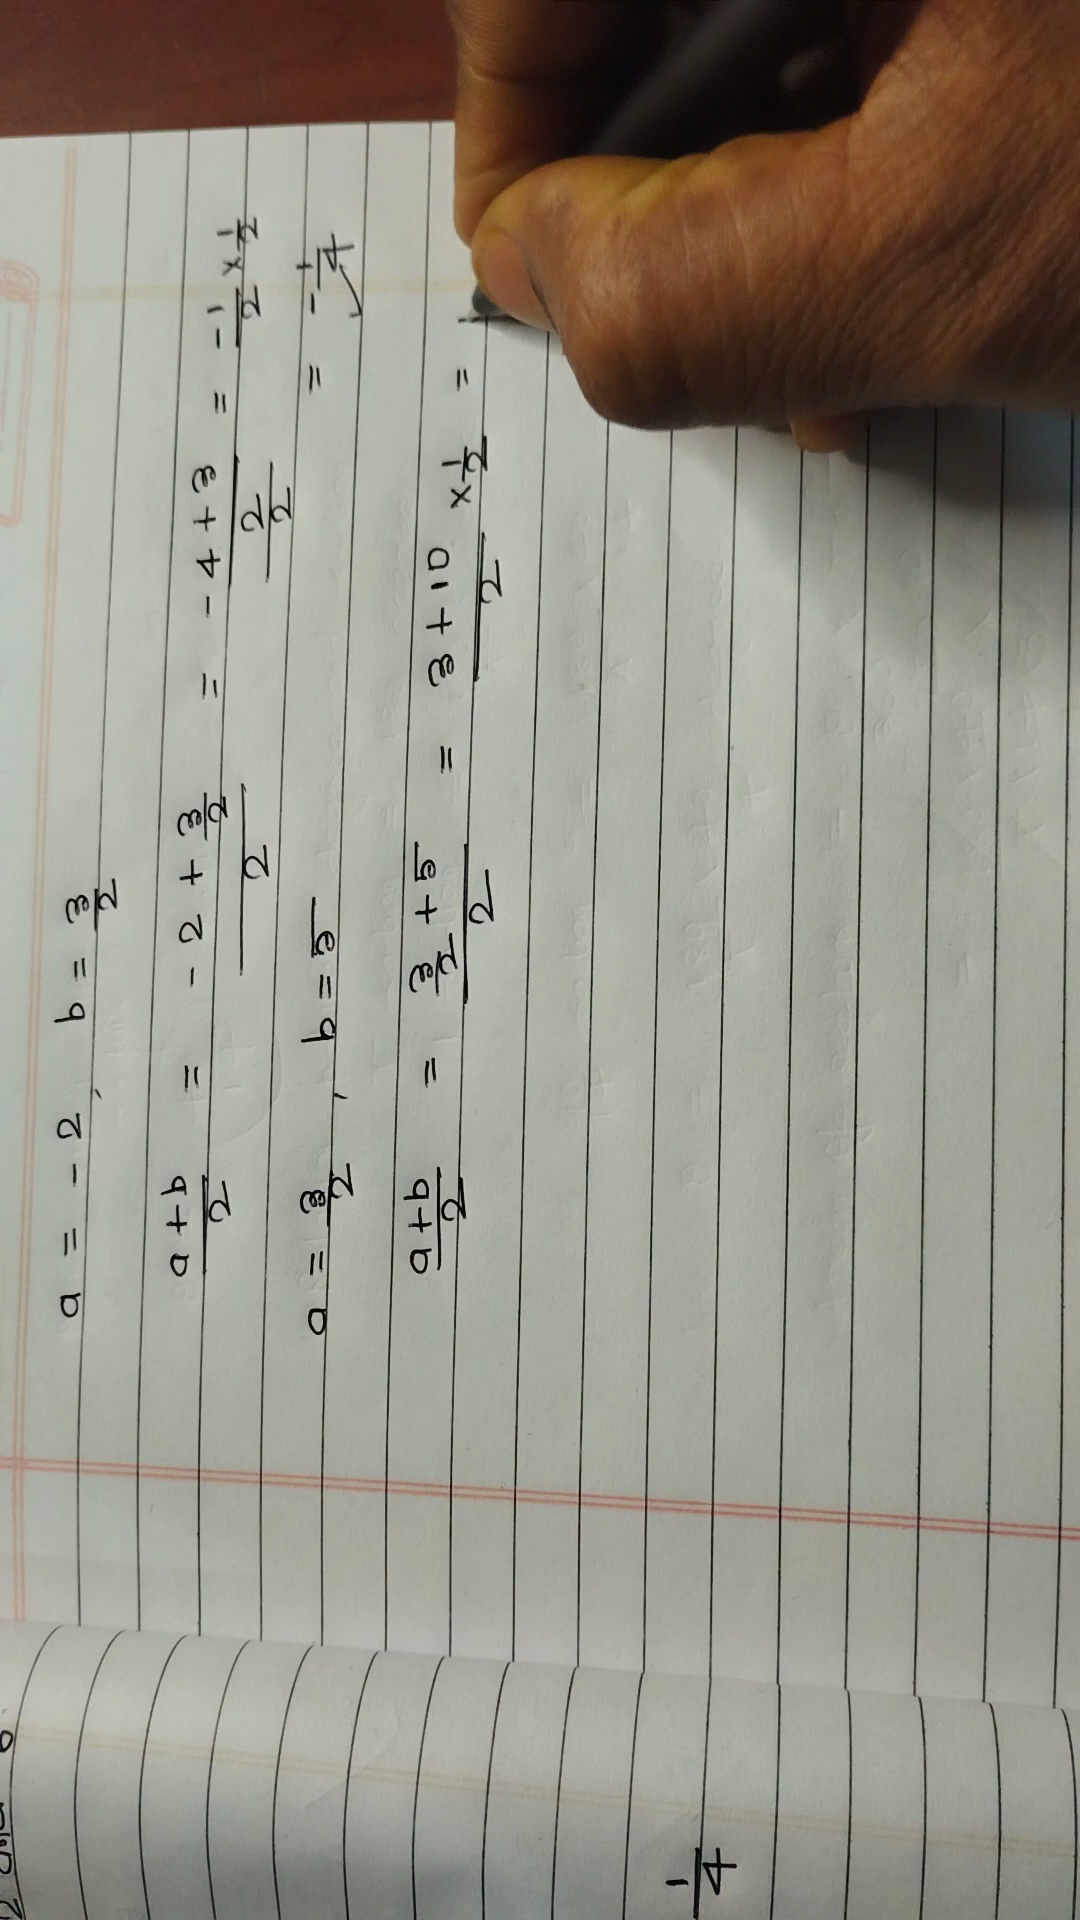 a = - 2 , b = 3/2
a+b/2 = - 2 + 3/2 / 2 = - 4 + 3 / 2 / 2 = - 1/2 x 1/2
= - 1/4
a = 3/2 , b = 5
a+b/2 = 3/2 + 5 / 2 = 3 + 10 / 2 x 1/2 = 1
1/4